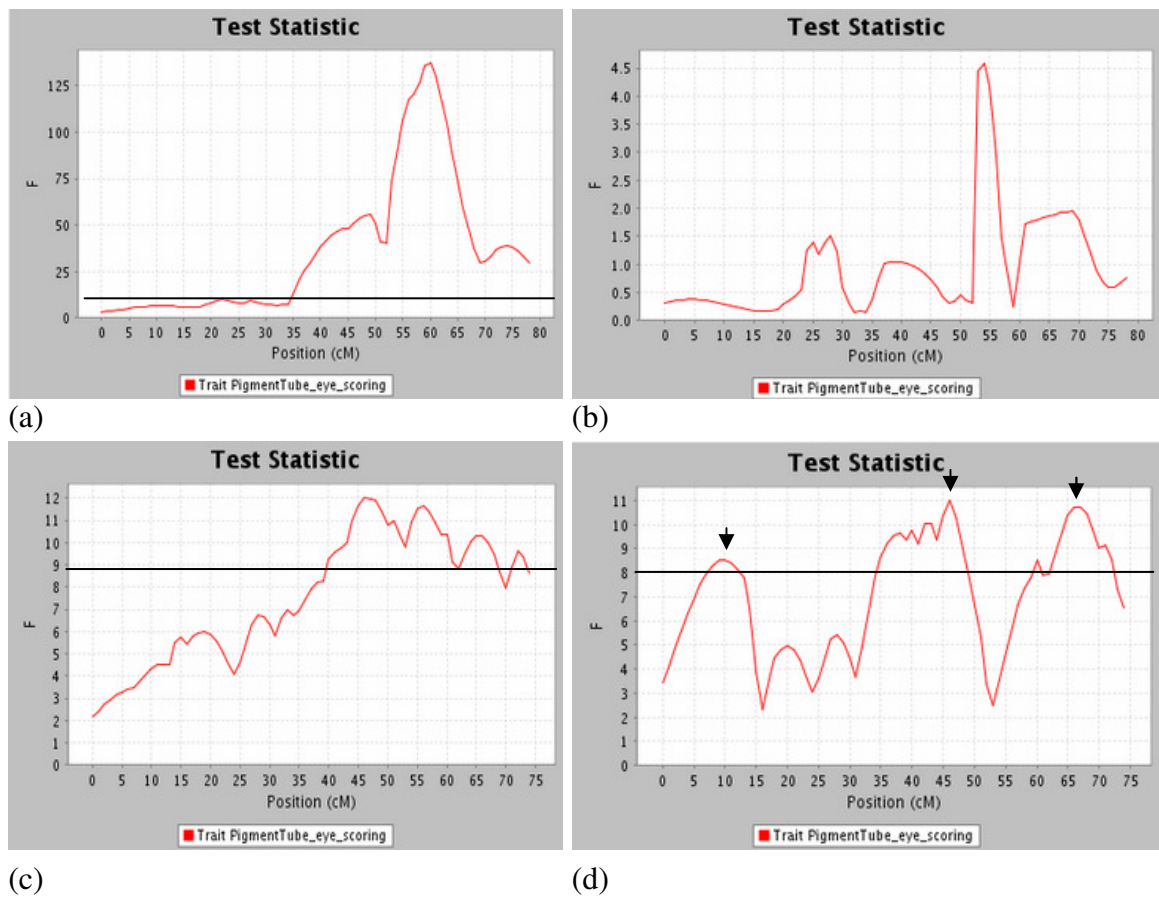 Test Statistic
125
100
75
50
25
0
F
0 5 10 15 20 25 30 35 40 45 50 55 60 65 70 75 80
Position (cM)
Trait PigmentTube_eye_scoring
(a)
Test Statistic
4.5
4.0
3.5
3.0
2.5
2.0
1.5
1.0
0.5
0.0
F
0 5 10 15 20 25 30 35 40 45 50 55 60 65 70 75 80
Position (cM)
Trait PigmentTube_eye_scoring
(b)
Test Statistic
12
11
10
9
8
7
6
5
4
3
2
1
0
F
0 5 10 15 20 25 30 35 40 45 50 55 60 65 70 75
Position (cM)
Trait PigmentTube_eye_scoring
(c)
Test Statistic
11
10
9
8
7
6
5
4
3
2
1
0
F
0 5 10 15 20 25 30 35 40 45 50 55 60 65 70 75
Position (cM)
Trait PigmentTube_eye_scoring
(d)